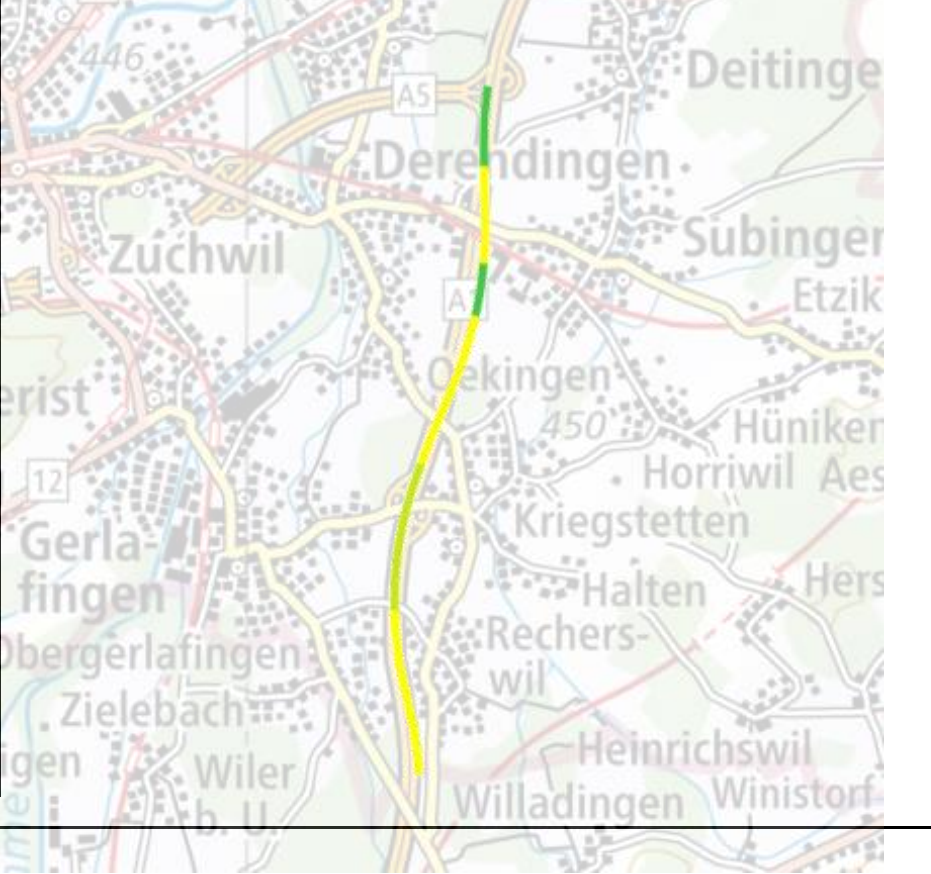 446
Deitinge
A5
Derendingen
Subinger
Zuchwil
Etzik
A
Oekingen
erist
450
Hüniker
12
Horriwil
Aes
Kriegstetten
Gerla-
fingen
Halten
Hers
Rechers-
wil
Obergerlafingen
Zielebach
Heinrichswil
igen
Wiler
b. U.
Willadingen
Winistorf